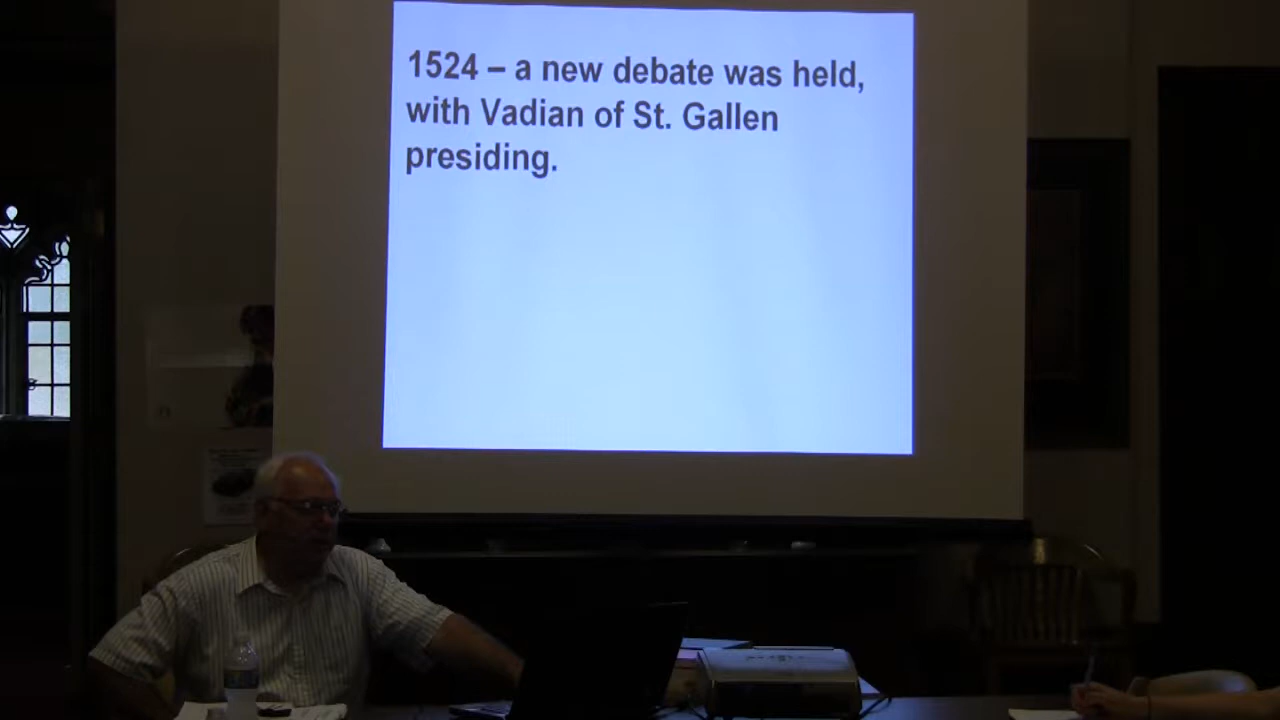 1524 – a new debate was held,
with Vadian of St. Gallen
presiding.